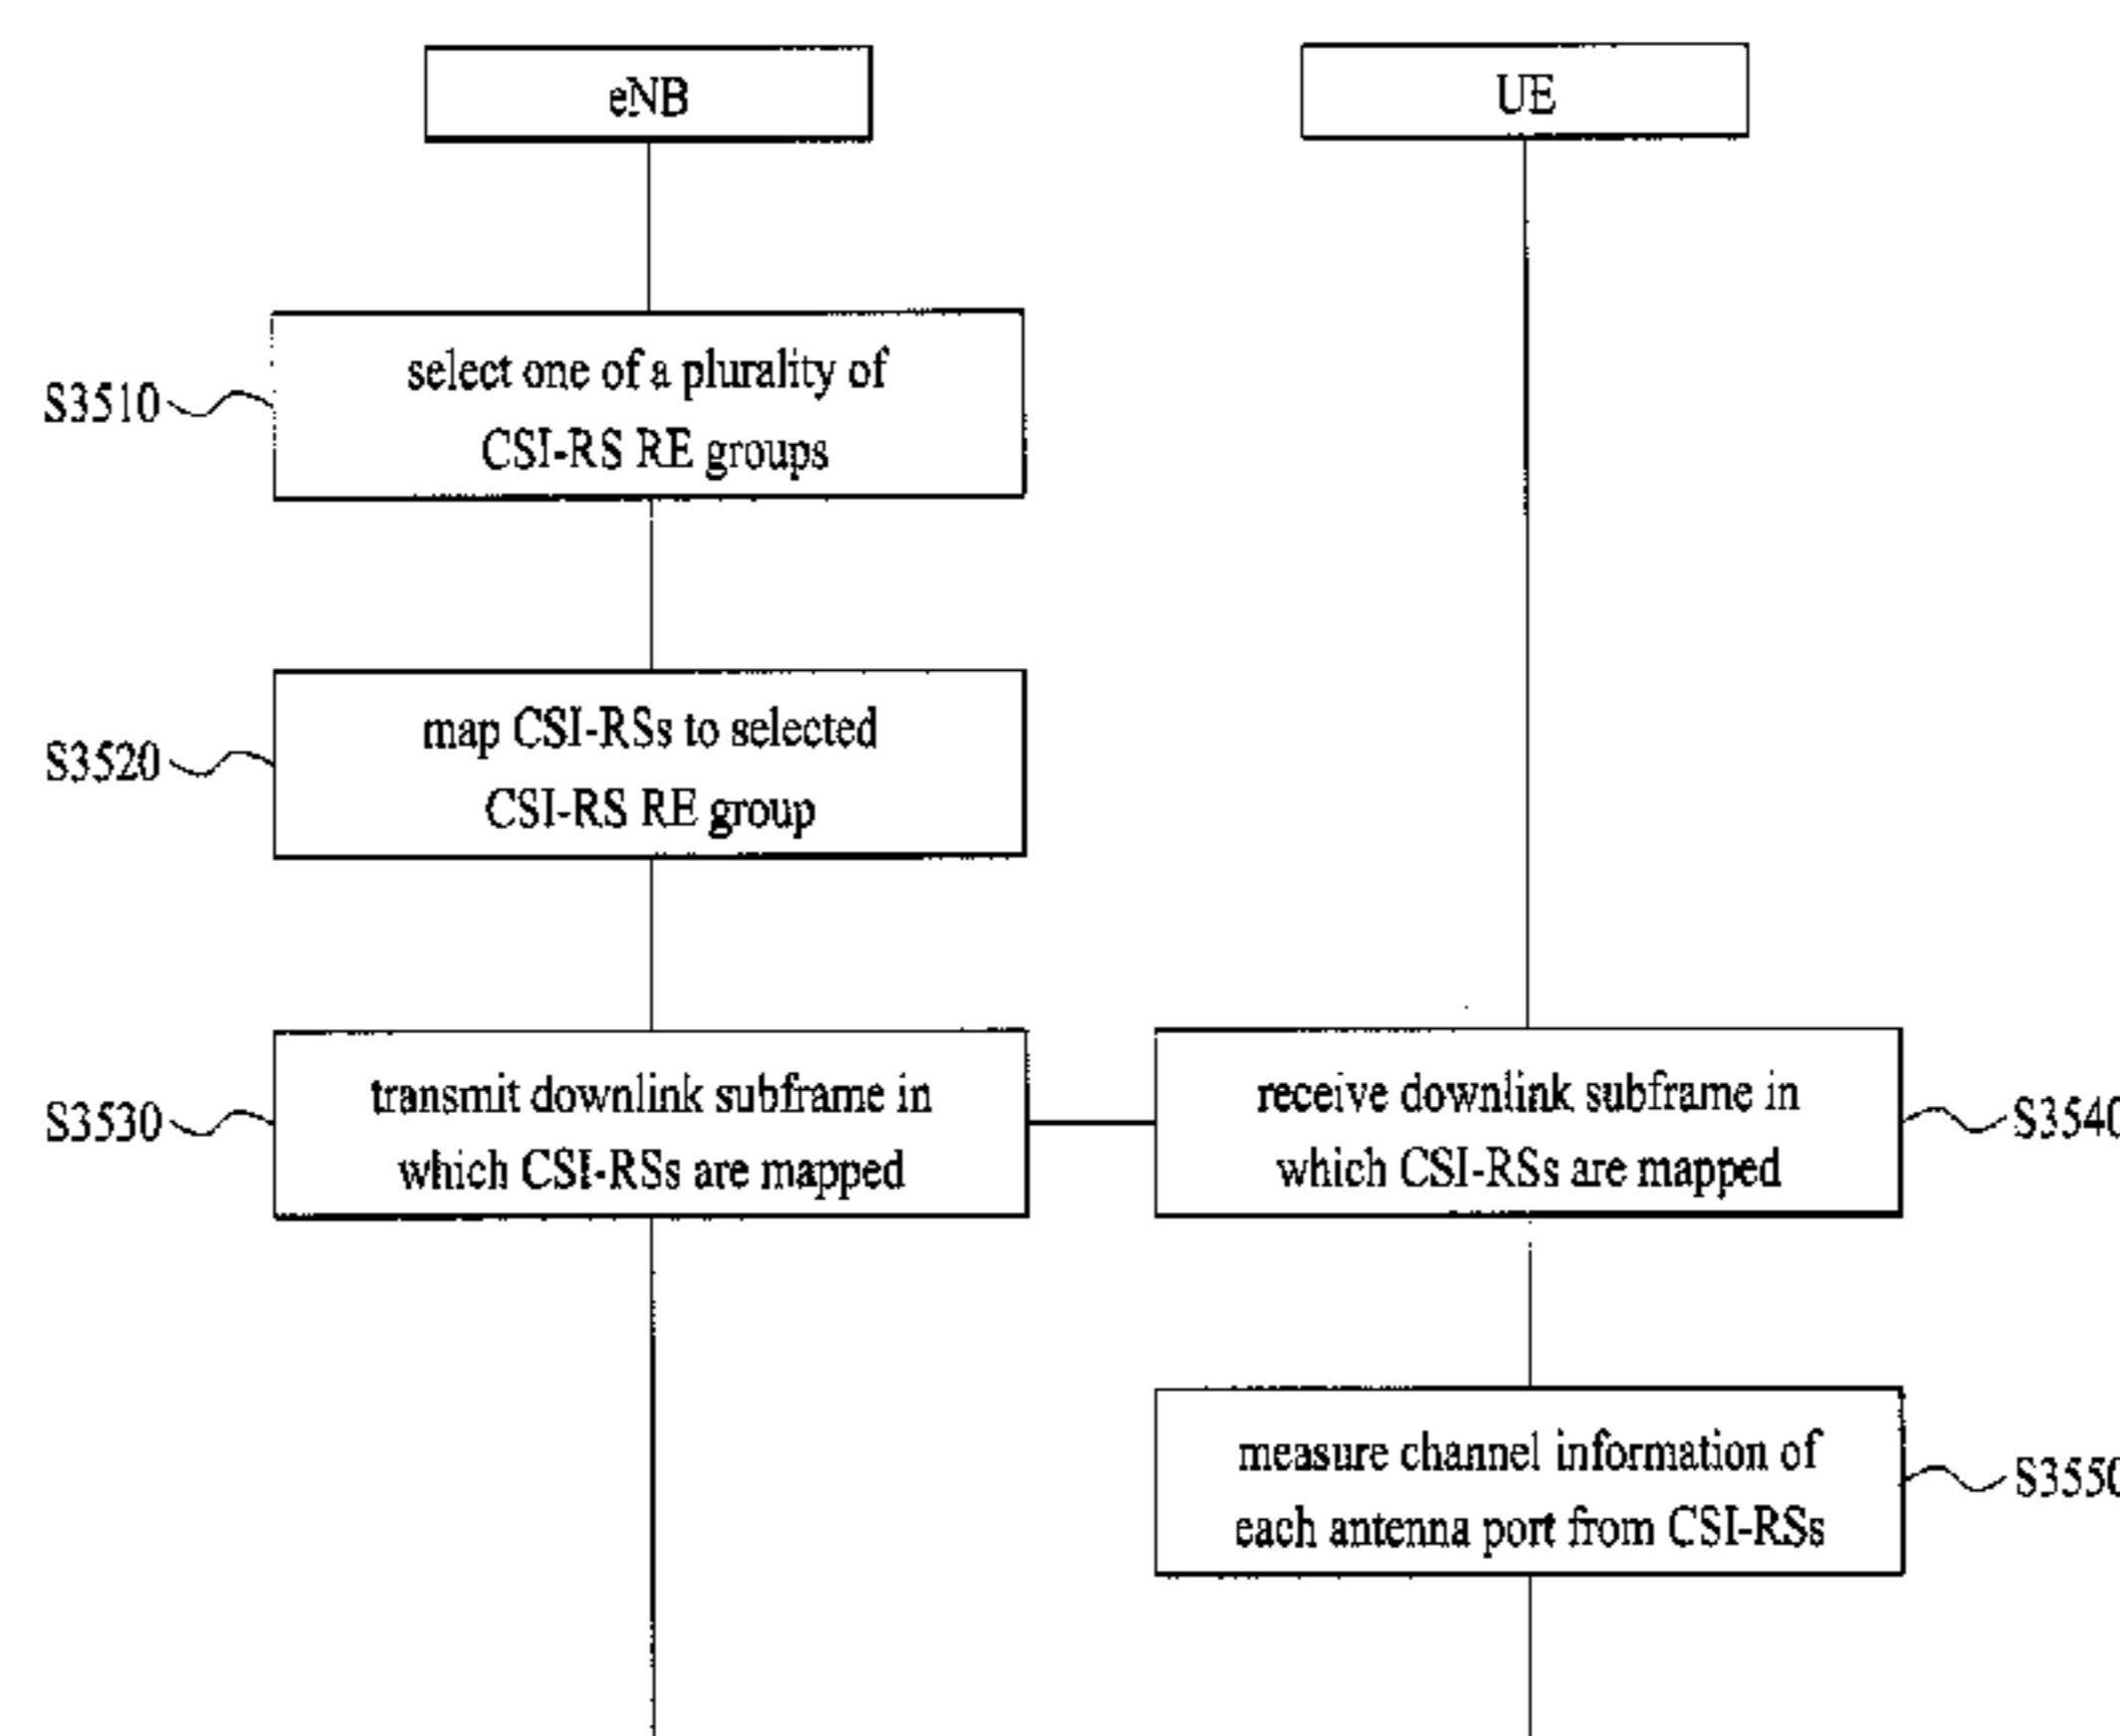 eNB
UE
S3510
select one of a plurality of
CSI-RS RE groups
S3520
map CSI-RSs to selected
CSI-RS RE group
S3530
transmit downlink subframe in
which CSI-RSs are mapped
receive downlink subframe in
which CSI-RSs are mapped
S3540
measure channel information of
each antenna port from CSI-RSs
S3550